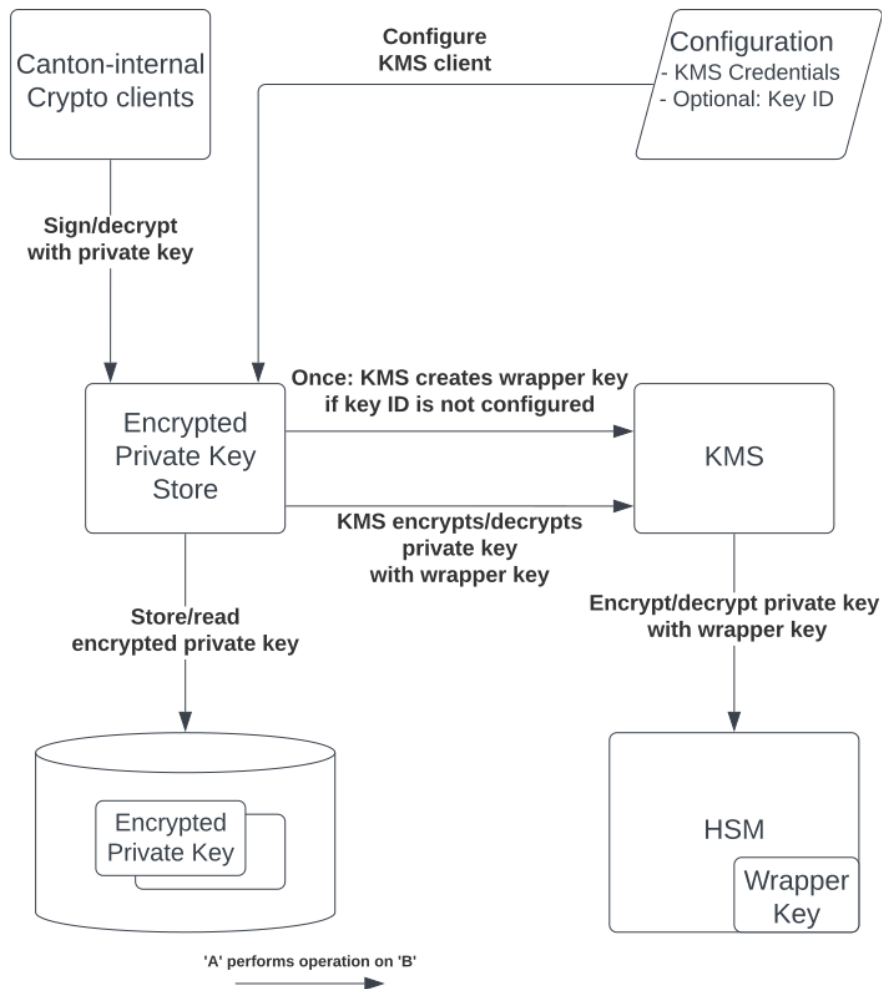 Canton-internal
Crypto clients
Configure
KMS client
Configuration
- KMS Credentials
- Optional: Key ID
Sign/decrypt
with private key
Once: KMS creates wrapper key
if key ID is not configured
Encrypted
Private Key
Store
KMS
KMS encrypts/decrypts
private key
with wrapper key
Store/read
encrypted private key
Encrypt/decrypt private key
with wrapper key
Encrypted
Private Key
HSM
Wrapper
Key
'A' performs operation on 'B'